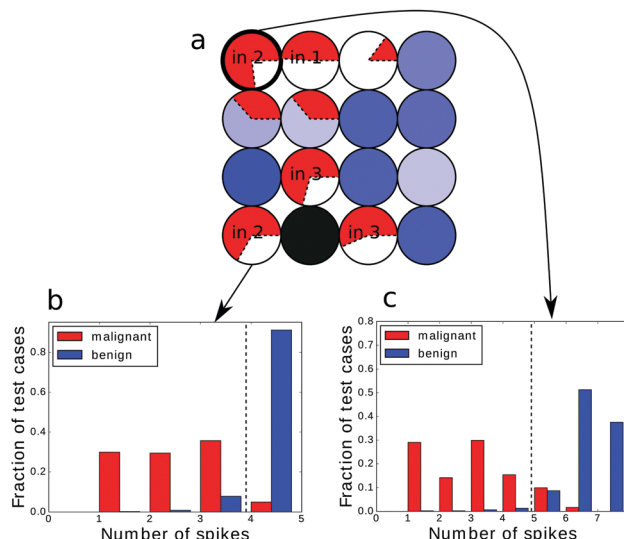 a
in 2 in 1
in 3
in 2 in 3
b
malignant
benign
Fraction of test cases
0.8
0.6
0.4
0.2
0.0
0 1 2 3 4 5
Number of spikes
c
malignant
benign
Fraction of test cases
0.8
0.7
0.6
0.5
0.4
0.3
0.2
0.1
0.0
0 1 2 3 4 5 6 7
Number of spikes